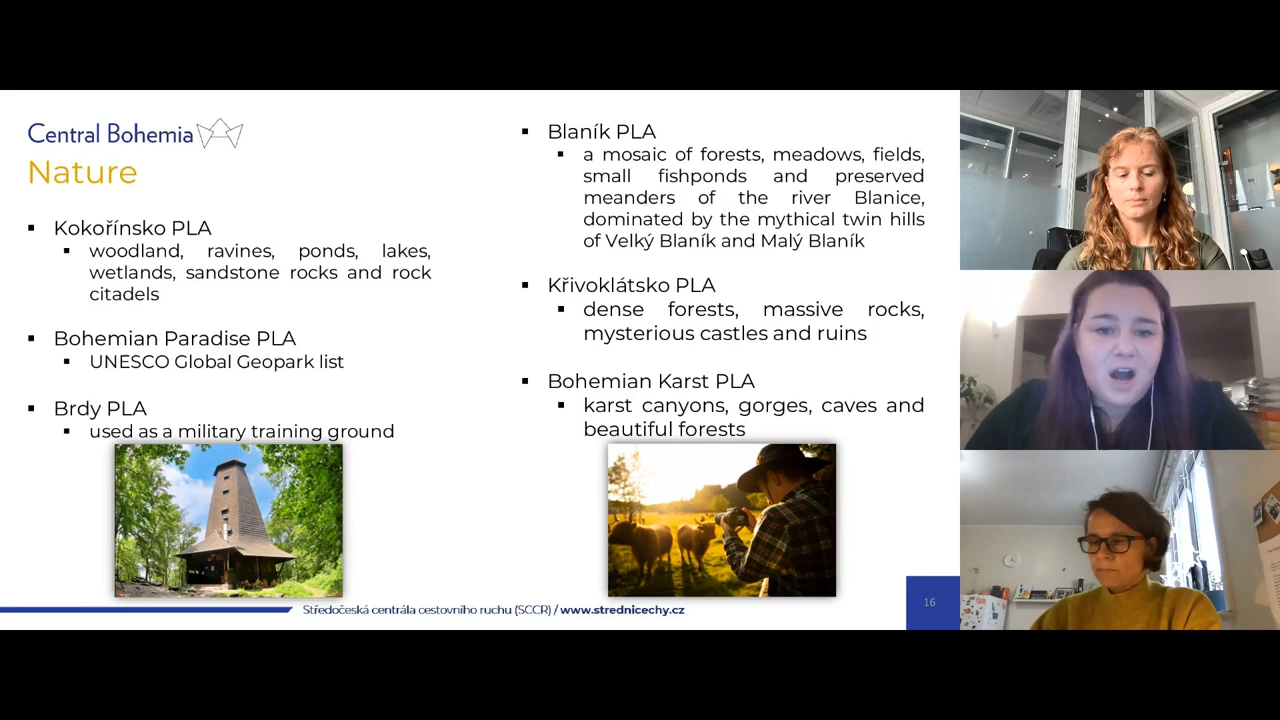 Central Bohemia
Nature
▪ Kokořínsko PLA
▪ woodland, ravines, ponds, lakes,
wetlands, sandstone rocks and rock
citadels
▪ Bohemian Paradise PLA
▪ UNESCO Global Geopark list
▪ Brdy PLA
▪ used as a military training ground
▪ Blaník PLA
▪ a mosaic of forests, meadows, fields,
small fishponds and preserved
meanders of the river Blanice,
dominated by the mythical twin hills
of Velký Blaník and Malý Blaník
▪ Křivoklátsko PLA
▪ dense forests, massive rocks,
mysterious castles and ruins
▪ Bohemian Karst PLA
▪ karst canyons, gorges, caves and
beautiful forests
Středočeská centrála cestovního ruchu (SCCR) / www.strednicechy.cz
16